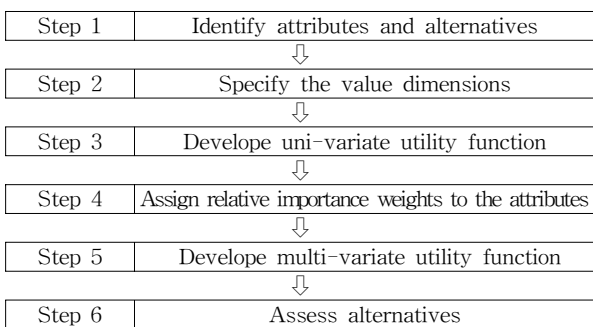 Step 1 Identify attributes and alternatives
Step 2 Specify the value dimensions
Step 3 Develope uni-variate utility function
Step 4 Assign relative importance weights to the attributes
Step 5 Develope multi-variate utility function
Step 6 Assess alternatives